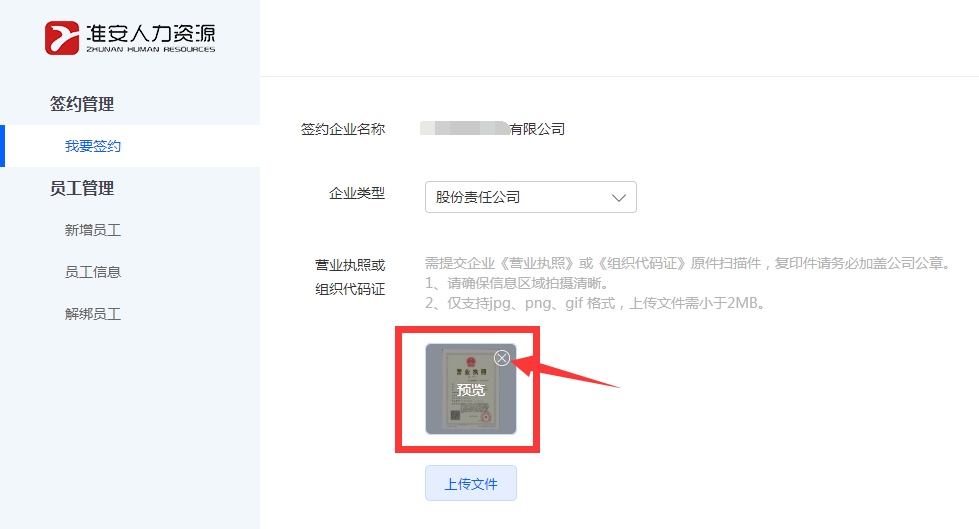 准安人力资源
ZHUNAN HUMAN RESOURCES
签约管理
我要签约
员工管理
新增员工
员工信息
解绑员工
签约企业名称
有限公司
企业类型
股份责任公司
营业执照或
组织代码证
需提交企业《营业执照》或《组织代码证》原件扫描件，复印件请务必加盖公司公章。
1、请确保信息区域拍摄清晰。
2、仅支持jpg、png、gif 格式，上传文件需小于2MB。
营业执照
预览
上传文件